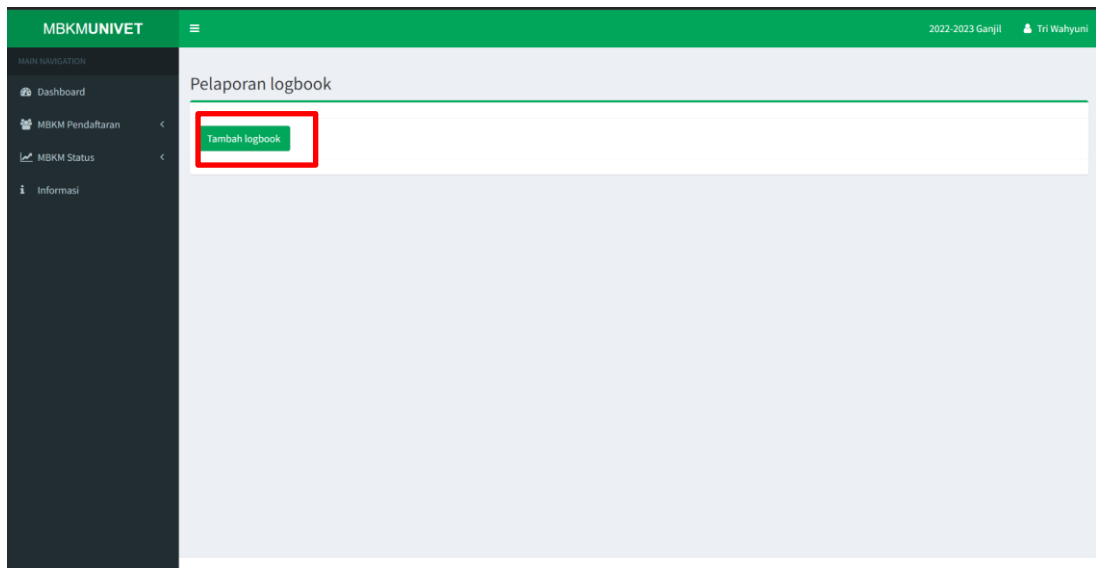 MBKMUNIVET
2022-2023 Ganjil
Tri Wahyuni
MAIN NAVIGATION
Dashboard
MBKM Pendaftaran
MBKM Status
Informasi
Pelaporan logbook
Tambah logbook